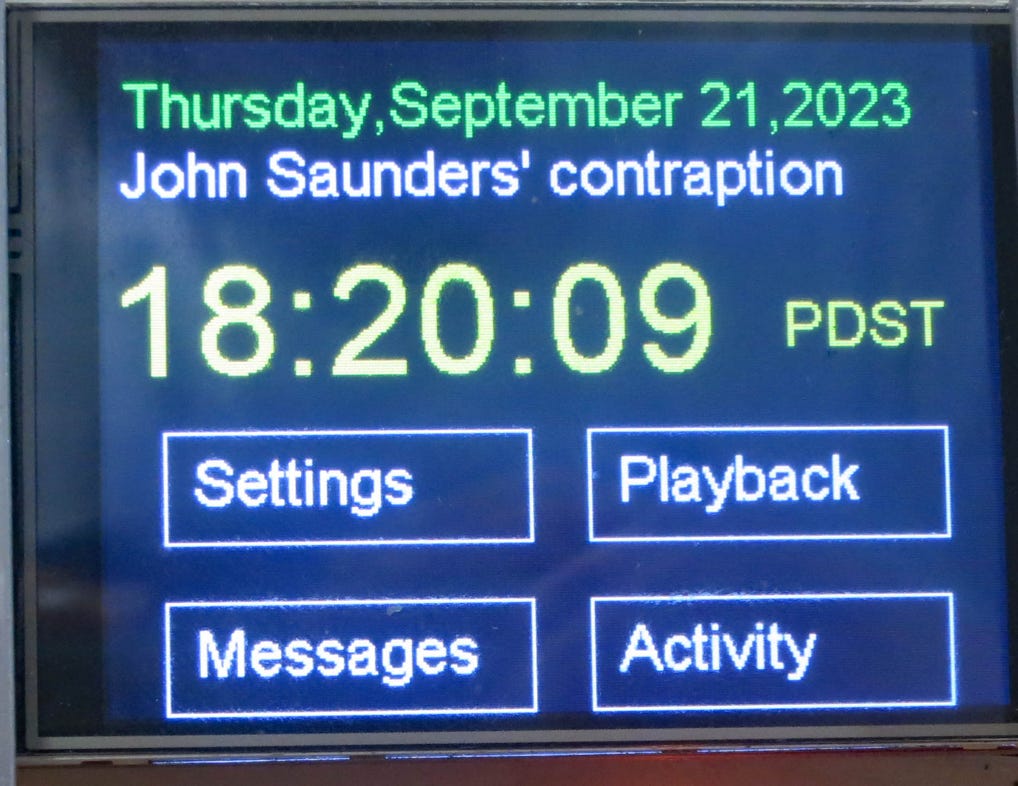 Thursday,September 21,2023
John Saunders' contraption
18:20:09 PDST
Settings Playback
Messages Activity